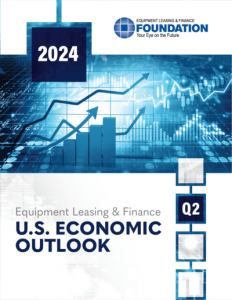 EQUIPMENT LEASING & FINANCE
FOUNDATION
Your Eye on the Future
2024
Equipment Leasing & Finance
U.S. ECONOMIC
OUTLOOK
Q2